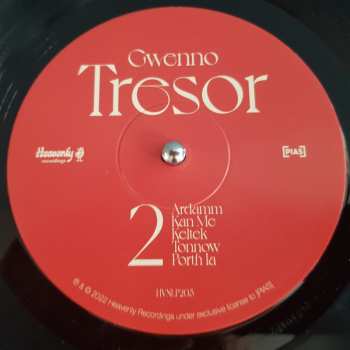 Gwenno
Tresor
Heavenly
recordings
[PIAS]
2
Ardamm
Kan Me
Keltek
Tonnow
Porth Ia
HVNLP203
℗ & © 2022 Heavenly Recordings under exclusive license to [PIAS]